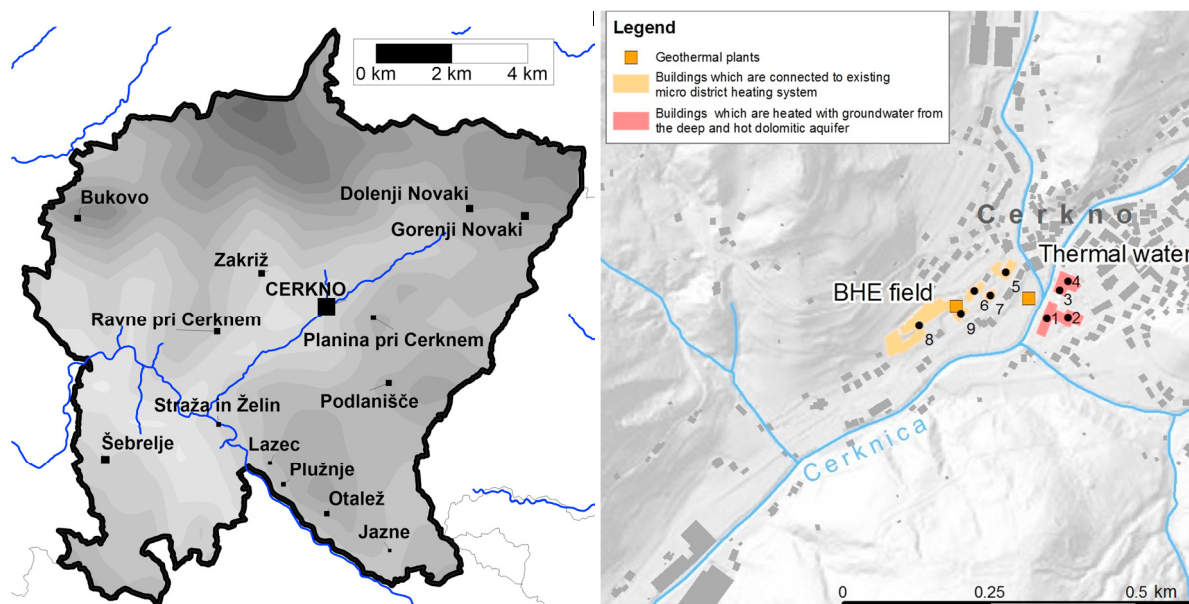 0 km 2 km 4 km
Bukovo
Dolenji Novaki
Gorenji Novaki
Zakriž
CERKNO
Ravne pri Cerknem
Planina pri Cerknem
Straža in Želin
Podlanišče
Šebrelje
Lazec
Plužnje
Otalež
Jazne
Legend
Geothermal plants
Buildings which are connected to existing
micro district heating system
Buildings which are heated with groundwater from
the deep and hot dolomitic aquifer
Cerkno
Thermal water
BHE field
4
5
3
6
7
1
2
9
8
Cerknica
0 0.25 0.5 km